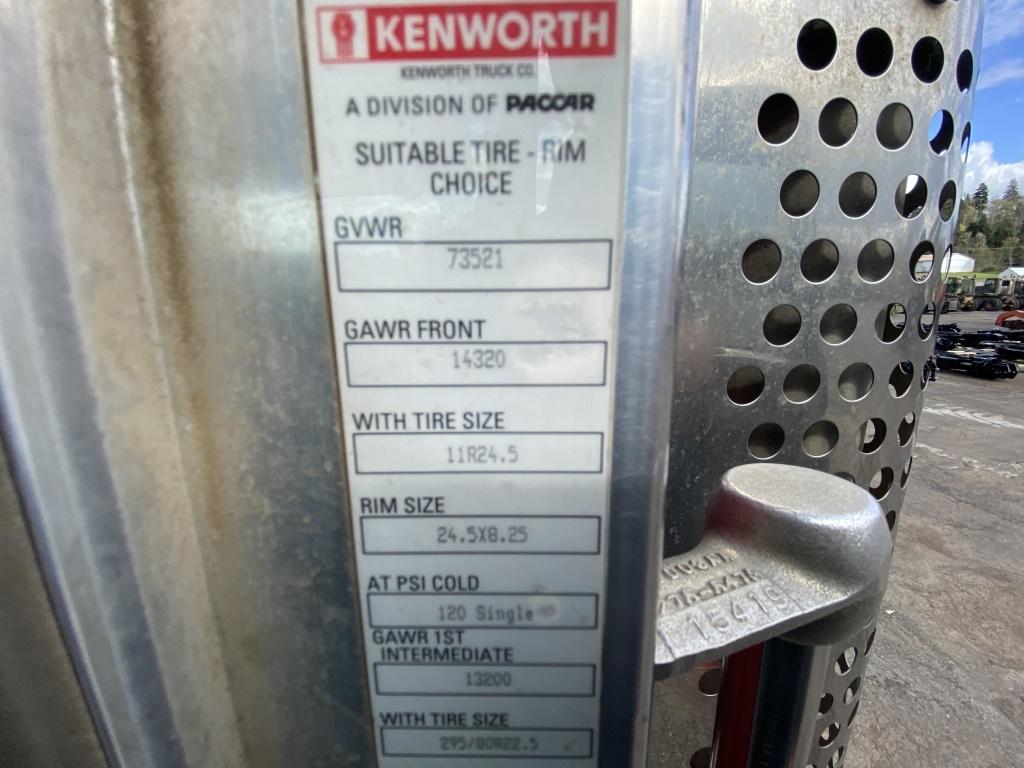 KENWORTH
KENWORTH TRUCK CO.
A DIVISION OF PACCAR
SUITABLE TIRE - RIM
CHOICE
GVWR
73521
GAWR FRONT
14320
WITH TIRE SIZE
11R24.5
RIM SIZE
24.5X8.25
AT PSI COLD
120 Single
GAWR 1ST
INTERMEDIATE
13200
WITH TIRE SIZE
295/80R22.5
15419